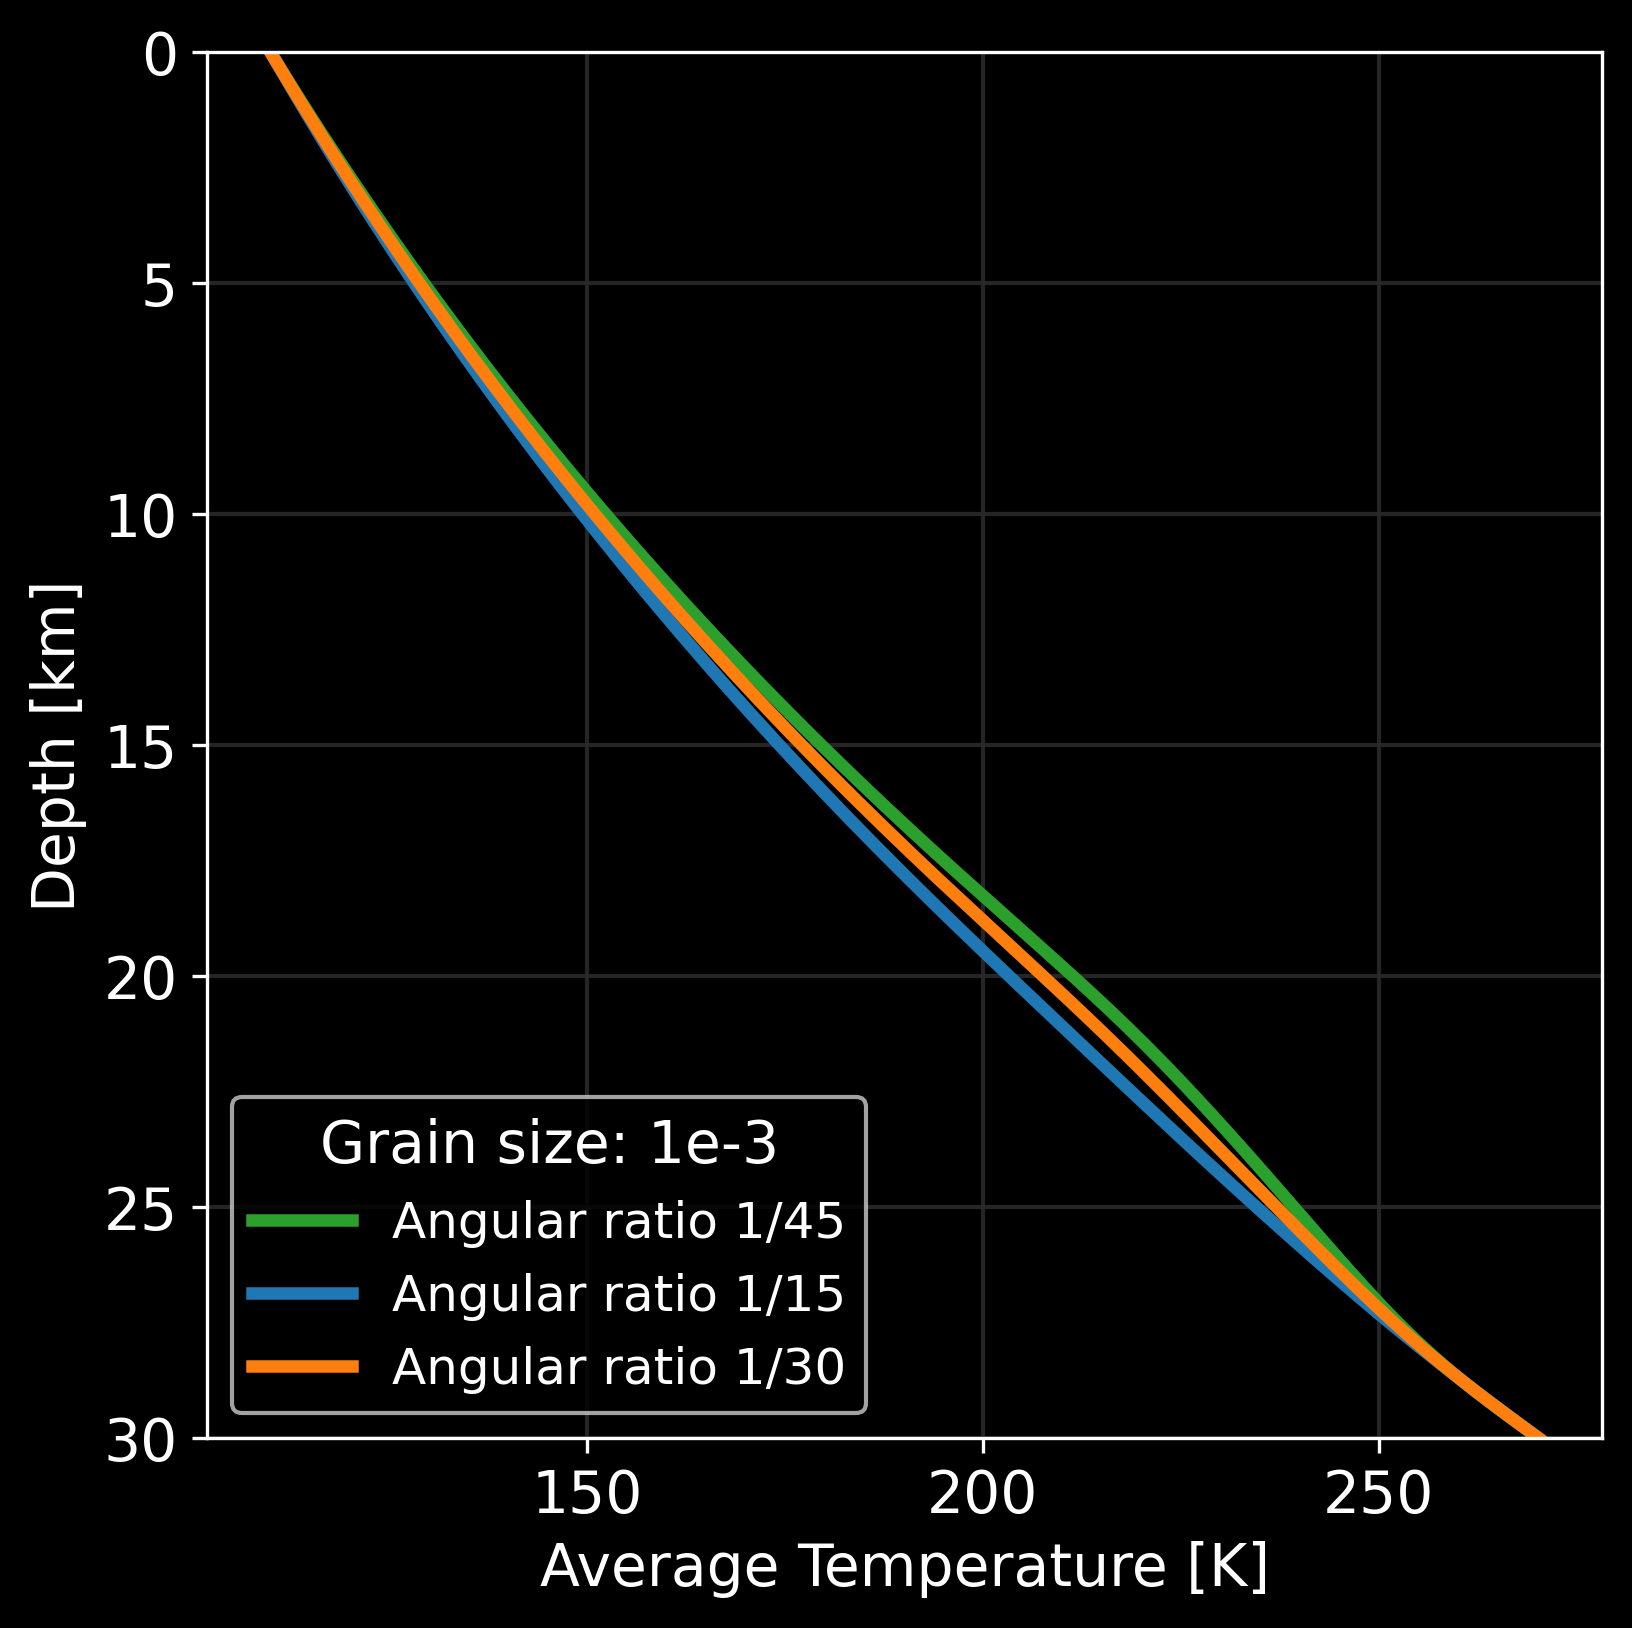 0
5
10
15
20
25
30
Depth [km]
Grain size: 1e-3
Angular ratio 1/45
Angular ratio 1/15
Angular ratio 1/30
150 200 250
Average Temperature [K]